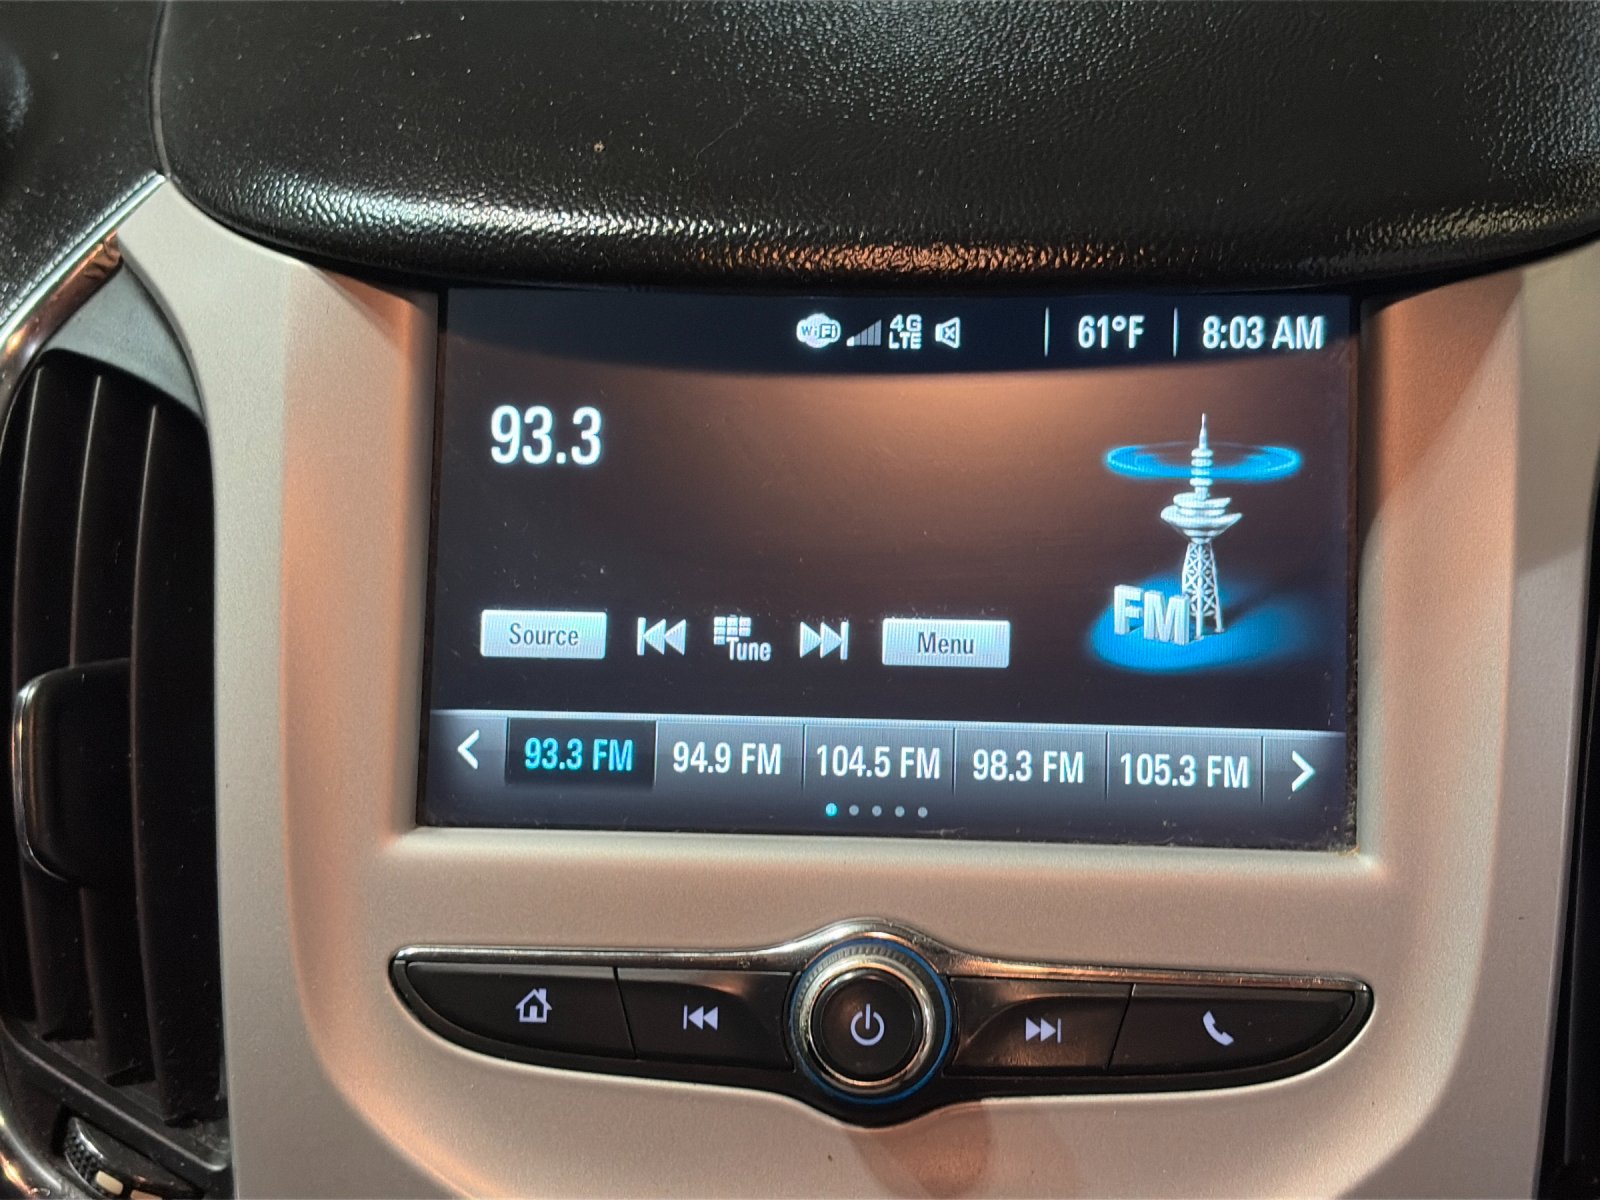 WiFi 4G LTE 61°F 8:03 AM
93.3
FM
Source Tune Menu
93.3 FM 94.9 FM 104.5 FM 98.3 FM 105.3 FM